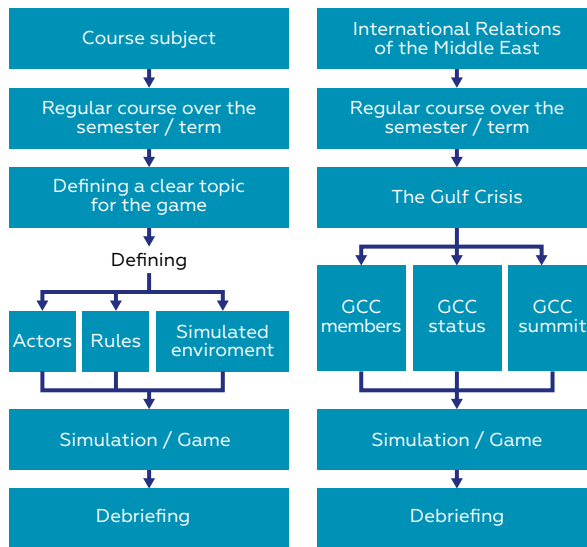 Course subject
Regular course over the
semester / term
Defining a clear topic
for the game
Defining
Actors
Rules
Simulated
enviroment
Simulation / Game
Debriefing
International Relations
of the Middle East
Regular course over the
semester / term
The Gulf Crisis
GCC
members
GCC
status
GCC
summit
Simulation / Game
Debriefing